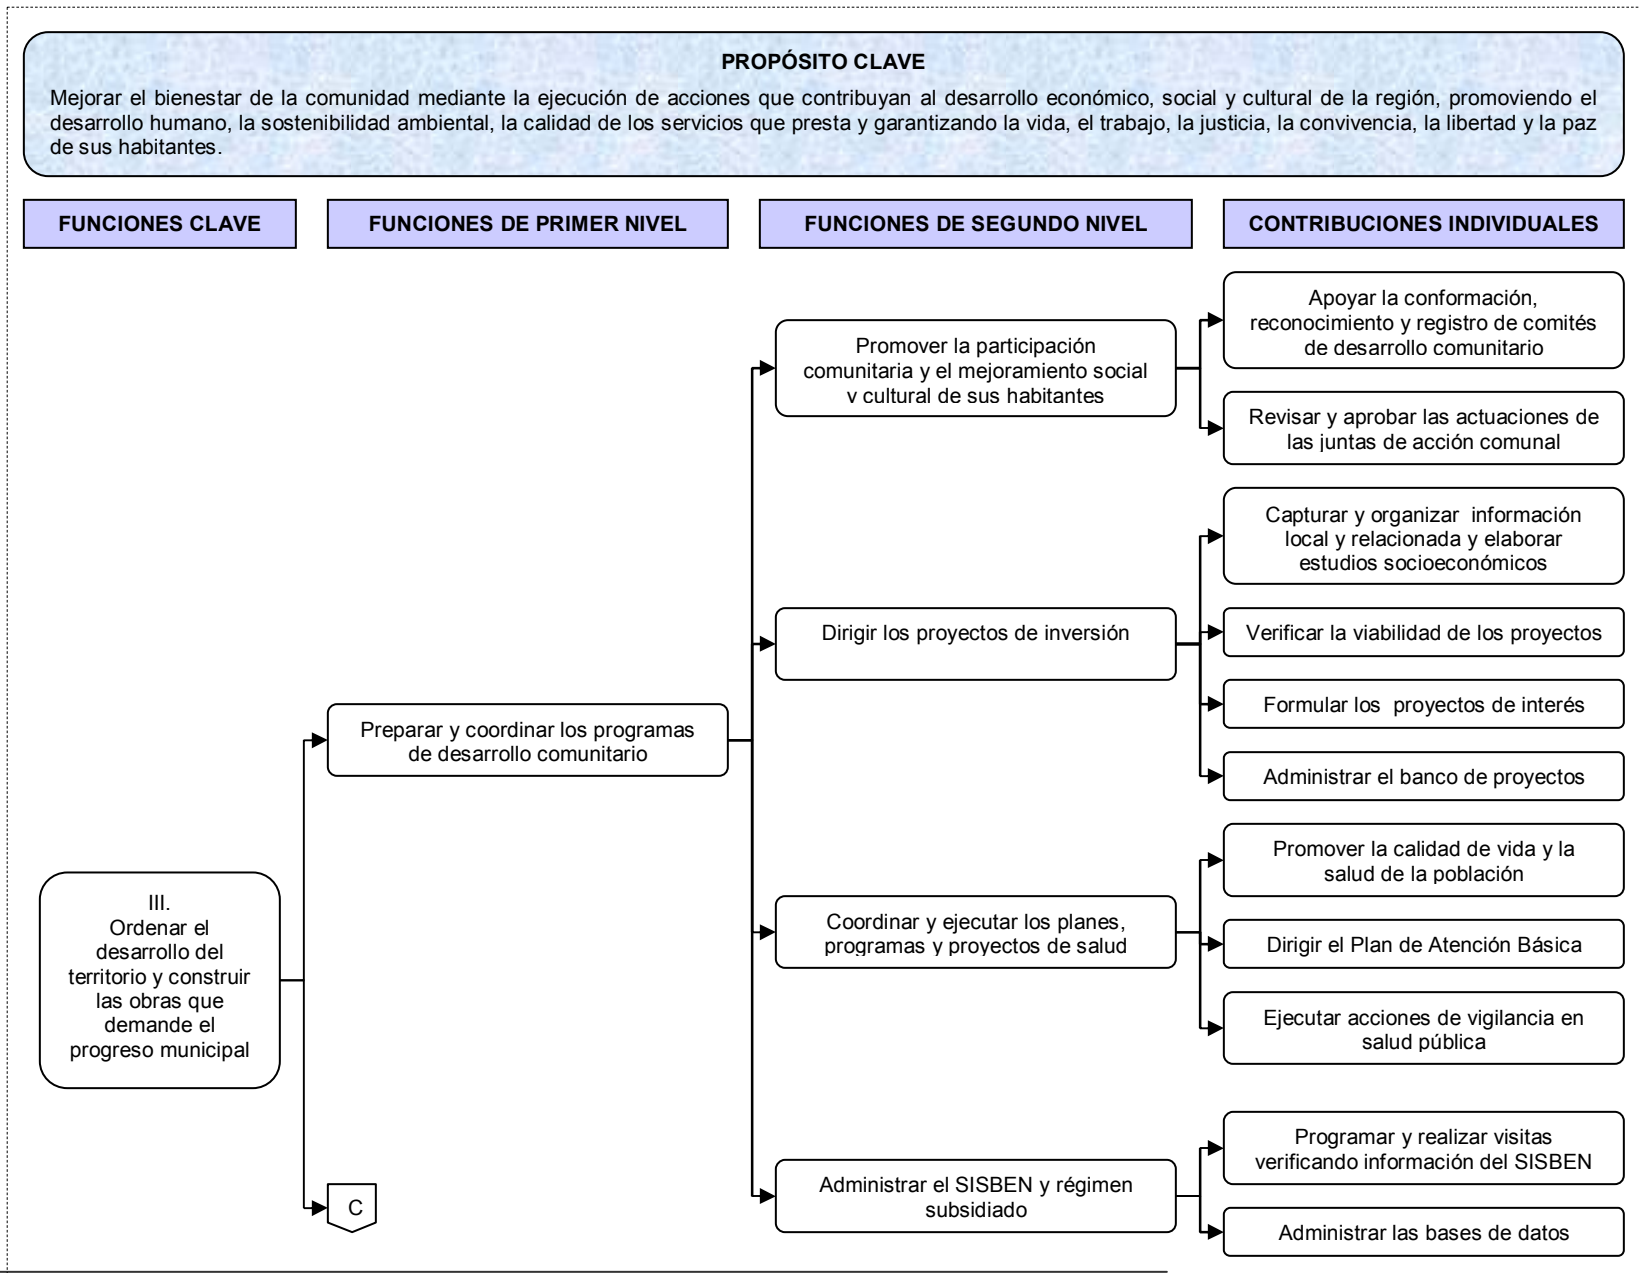 PROPÓSITO CLAVE
Mejorar el bienestar de la comunidad mediante la ejecución de acciones que contribuyan al desarrollo económico, social y cultural de la región, promoviendo el
desarrollo humano, la sostenibilidad ambiental, la calidad de los servicios que presta y garantizando la vida, el trabajo, la justicia, la convivencia, la libertad y la paz
de sus habitantes.
FUNCIONES CLAVE
FUNCIONES DE PRIMER NIVEL
FUNCIONES DE SEGUNDO NIVEL
CONTRIBUCIONES INDIVIDUALES
III.
Ordenar el
desarrollo del
territorio y construir
las obras que
demande el
progreso municipal
Preparar y coordinar los programas
de desarrollo comunitario
C
Promover la participación
comunitaria y el mejoramiento social
y cultural de sus habitantes
Apoyar la conformación,
reconocimiento y registro de comités
de desarrollo comunitario
Revisar y aprobar las actuaciones de
las juntas de acción comunal
Dirigir los proyectos de inversión
Capturar y organizar  información
local y relacionada y elaborar
estudios socioeconómicos
Verificar la viabilidad de los proyectos
Formular los  proyectos de interés
Administrar el banco de proyectos
Coordinar y ejecutar los planes,
programas y proyectos de salud
Promover la calidad de vida y la
salud de la población
Dirigir el Plan de Atención Básica
Ejecutar acciones de vigilancia en
salud pública
Administrar el SISBEN y régimen
subsidiado
Programar y realizar visitas
verificando información del SISBEN
Administrar las bases de datos